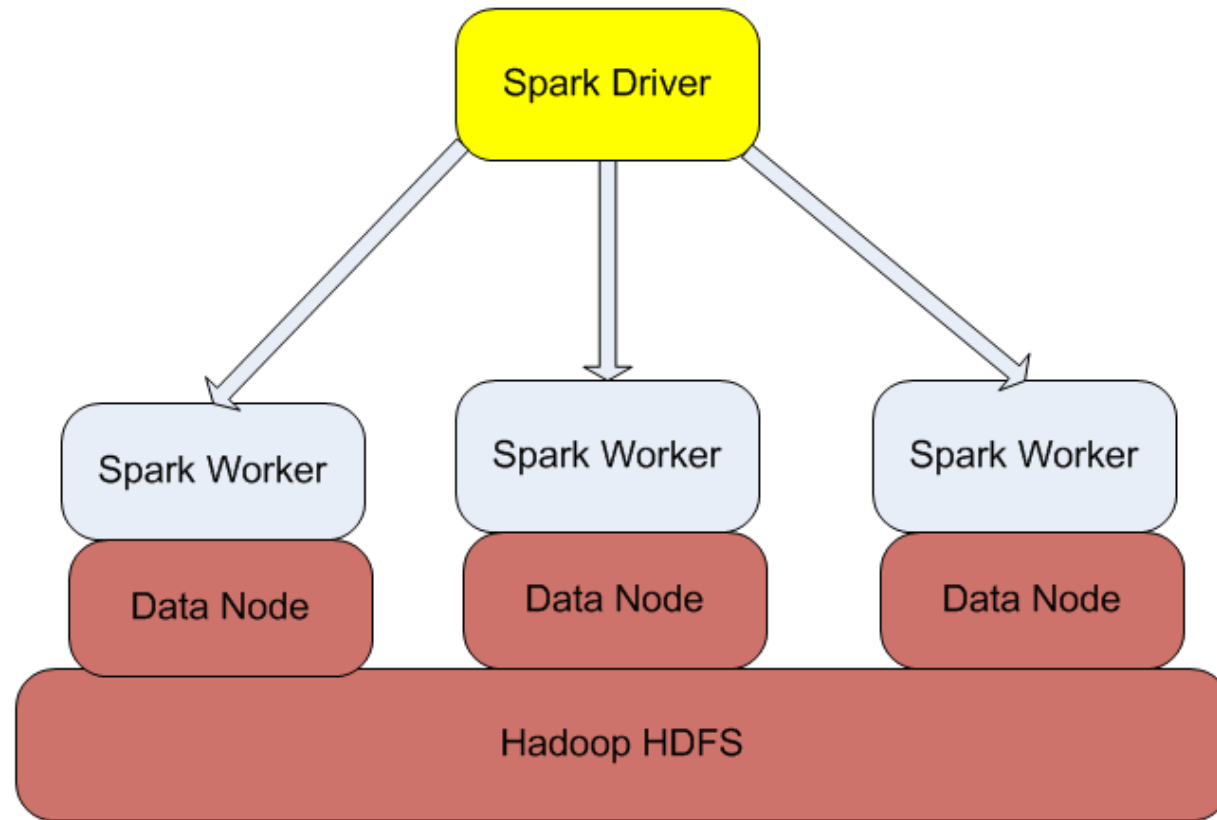 Spark Driver
Spark Worker
Spark Worker
Spark Worker
Data Node
Data Node
Data Node
Hadoop HDFS